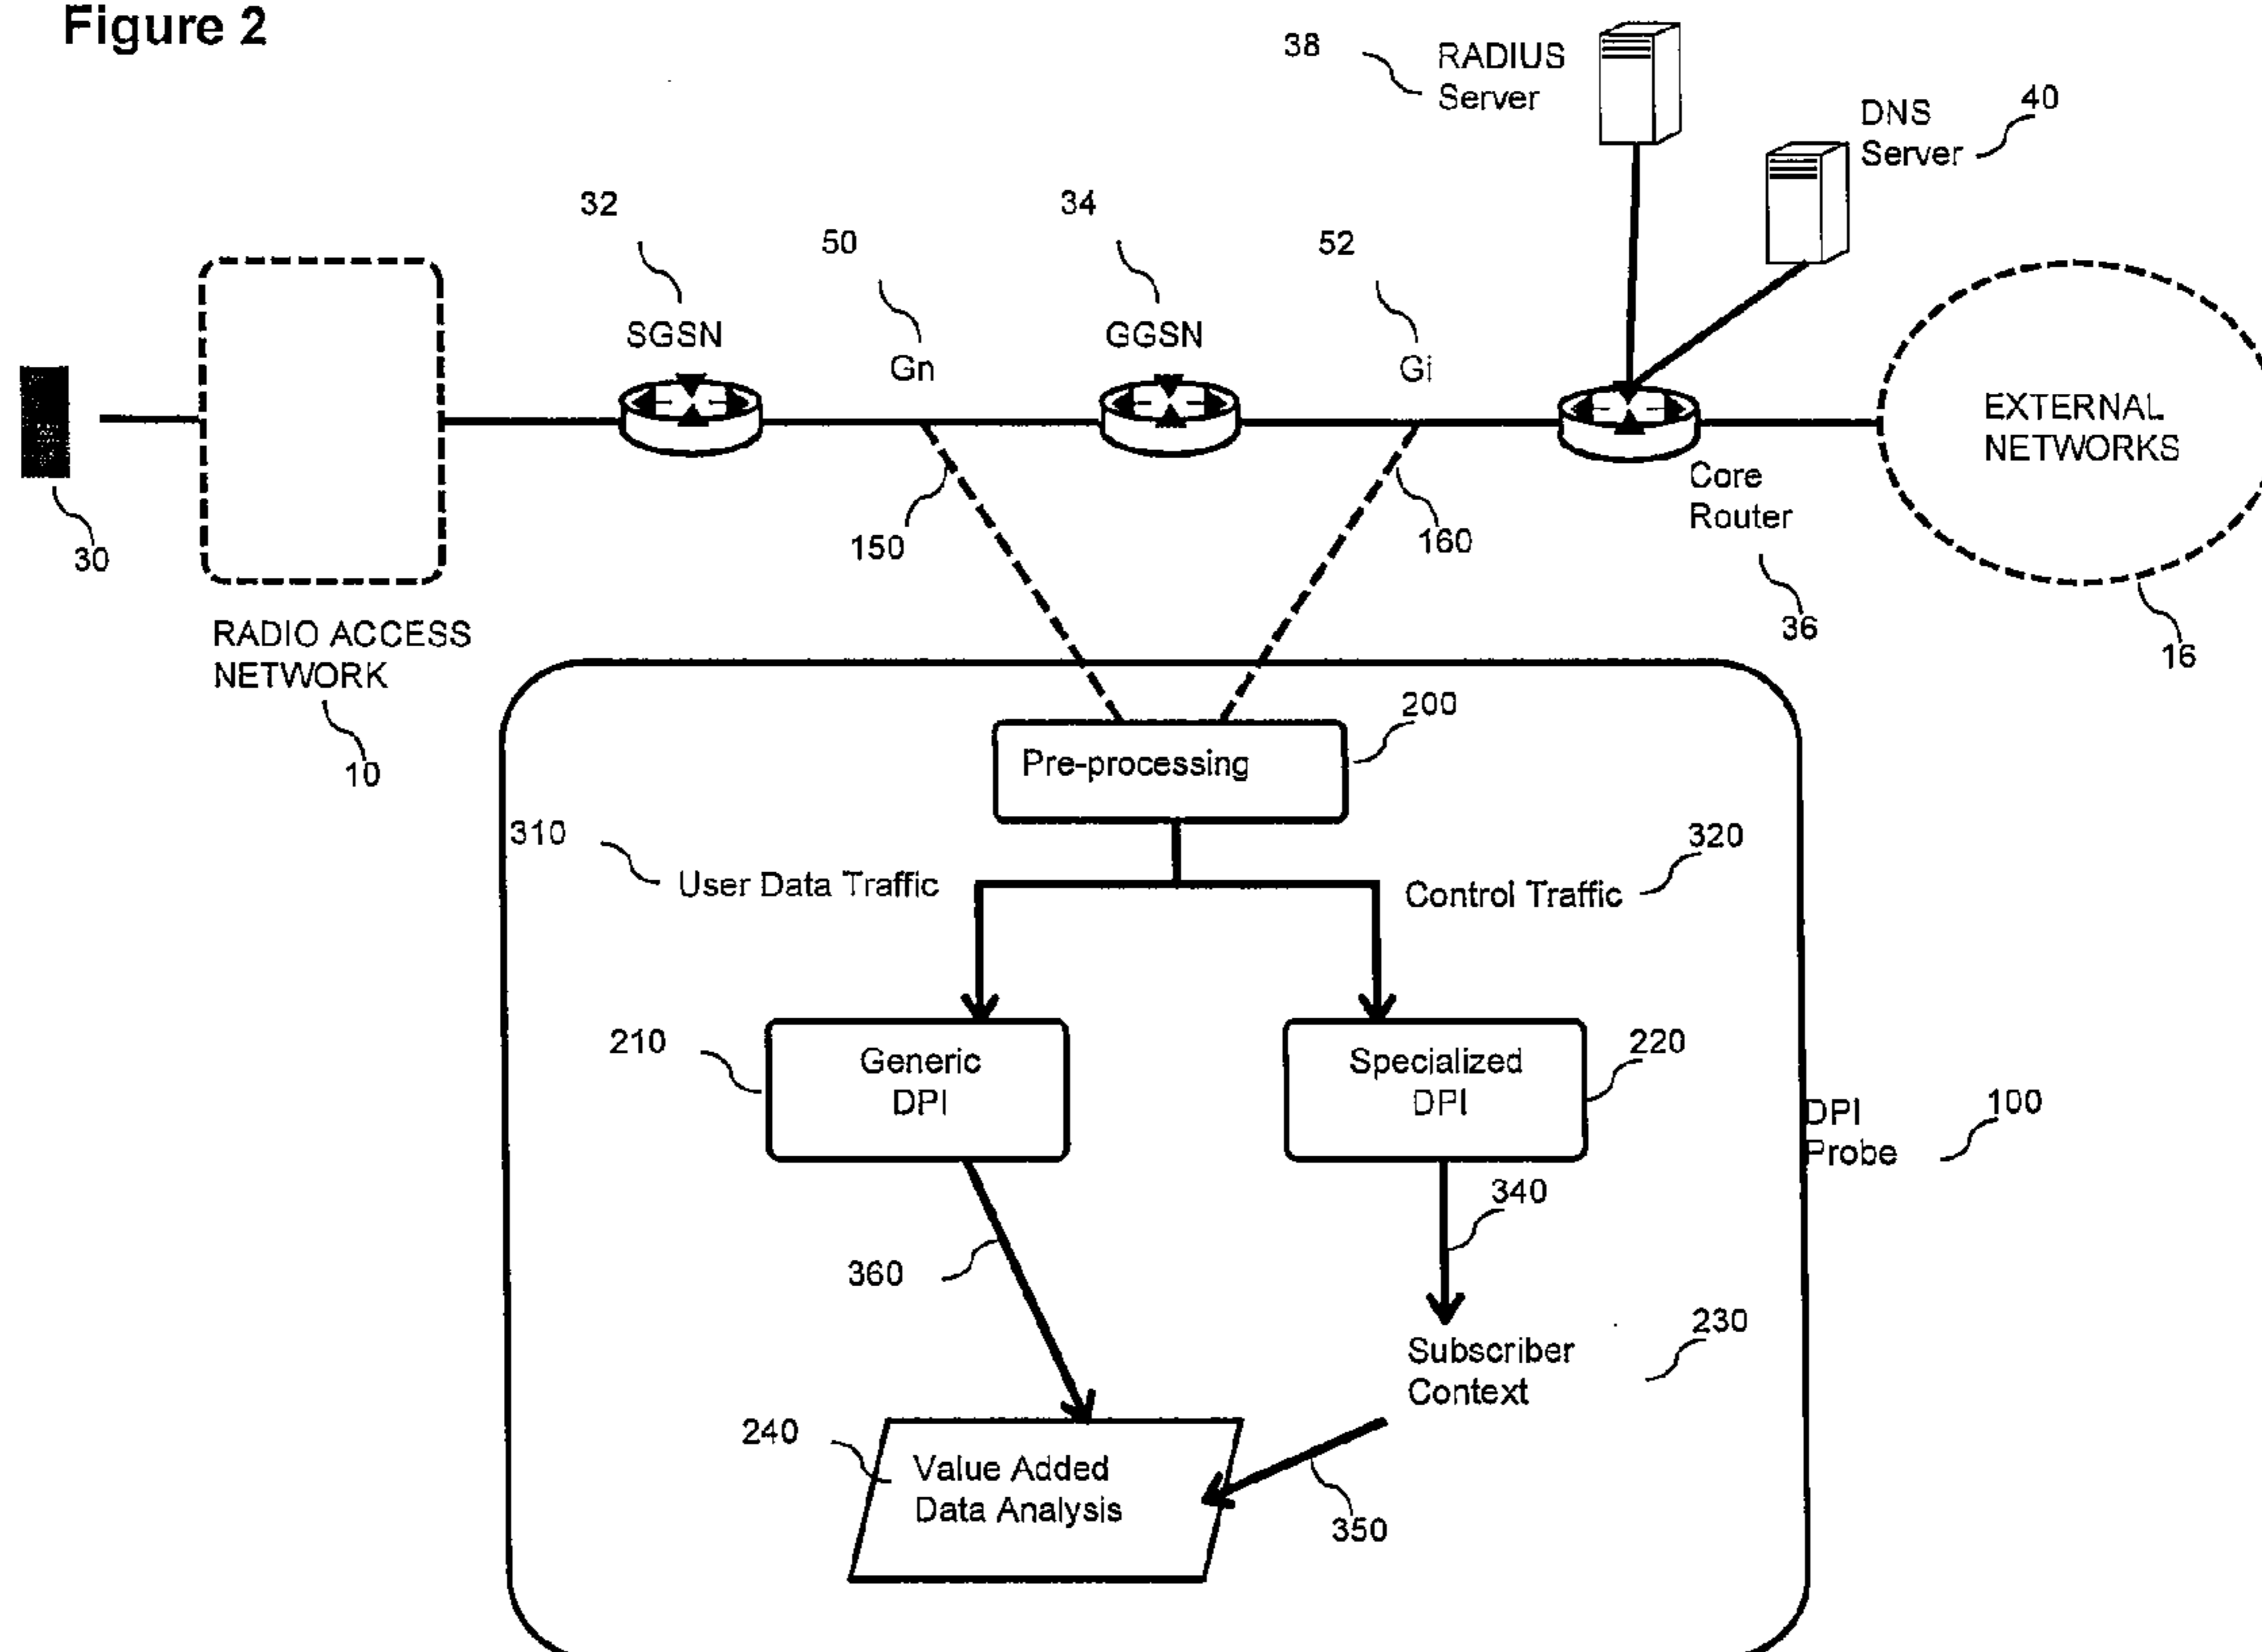 Figure 2
38
RADIUS
Server
DNS
Server
40
32
50
34
52
SGSN
Gn
GGSN
Gi
EXTERNAL
NETWORKS
Core
Router
30
150
160
36
16
RADIO ACCESS
NETWORK
10
200
Pre-processing
310
User Data Traffic
320
Control Traffic
210
Generic
DPI
Specialized
DPI
220
DPI
Probe
100
340
360
230
Subscriber
Context
240
Value Added
Data Analysis
350